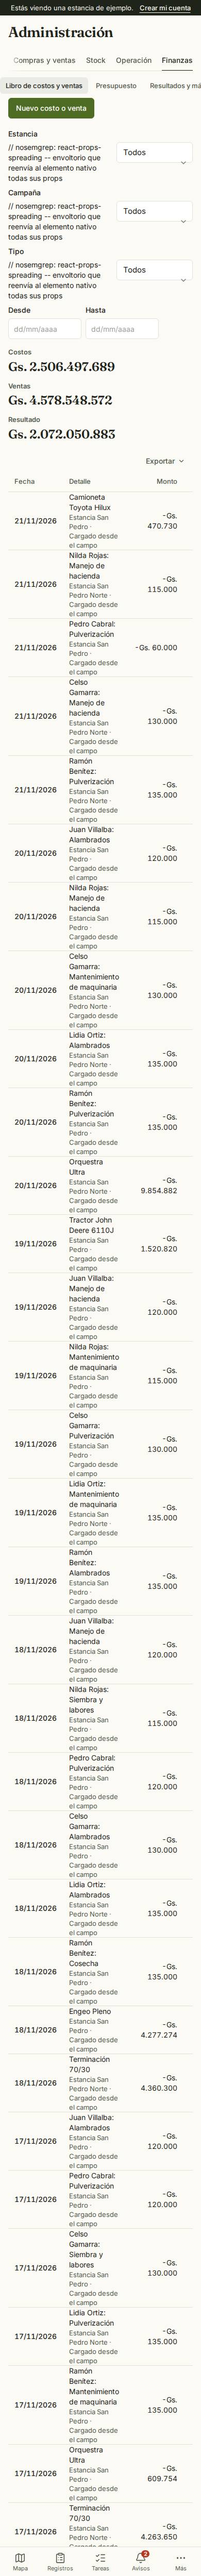 Estás viendo una estancia de ejemplo. Crear mi cuenta
Administración
Compras y ventas Stock Operación Finanzas
Libro de costos y ventas Presupuesto Resultados y má
Nuevo costo o venta
Estancia
// nosemgrep: react-props-
spreading -- envoltorio que
reenvía al elemento nativo
todas sus props
Todos
Campaña
// nosemgrep: react-props-
spreading -- envoltorio que
reenvía al elemento nativo
todas sus props
Todos
Tipo
// nosemgrep: react-props-
spreading -- envoltorio que
reenvía al elemento nativo
todas sus props
Todos
Desde Hasta
dd/mm/aaaa dd/mm/aaaa
Costos
Gs. 2.506.497.689
Ventas
Gs. 4.578.548.572
Resultado
Gs. 2.072.050.883
Exportar
Fecha Detalle Monto
21/11/2026
Camioneta
Toyota Hilux
Estancia San
Pedro ·
Cargado desde
el campo
-Gs.
470.730
21/11/2026
Nilda Rojas:
Manejo de
hacienda
Estancia San
Pedro Norte ·
Cargado desde
el campo
-Gs.
115.000
21/11/2026
Pedro Cabral:
Pulverización
Estancia San
Pedro ·
Cargado desde
el campo
-Gs. 60.000
21/11/2026
Celso
Gamarra:
Manejo de
hacienda
Estancia San
Pedro Norte ·
Cargado desde
el campo
-Gs.
130.000
21/11/2026
Ramón
Benítez:
Pulverización
Estancia San
Pedro Norte ·
Cargado desde
el campo
-Gs.
135.000
20/11/2026
Juan Villalba:
Alambrados
Estancia San
Pedro ·
Cargado desde
el campo
-Gs.
120.000
20/11/2026
Nilda Rojas:
Manejo de
hacienda
Estancia San
Pedro ·
Cargado desde
el campo
-Gs.
115.000
20/11/2026
Celso
Gamarra:
Mantenimiento
de maquinaria
Estancia San
Pedro Norte ·
Cargado desde
el campo
-Gs.
130.000
20/11/2026
Lidia Ortiz:
Alambrados
Estancia San
Pedro Norte ·
Cargado desde
el campo
-Gs.
135.000
20/11/2026
Ramón
Benítez:
Pulverización
Estancia San
Pedro ·
Cargado desde
el campo
-Gs.
135.000
20/11/2026
Orquestra
Ultra
Estancia San
Pedro Norte ·
Cargado desde
el campo
-Gs.
9.854.882
19/11/2026
Tractor John
Deere 6110J
Estancia San
Pedro ·
Cargado desde
el campo
-Gs.
1.520.820
19/11/2026
Juan Villalba:
Manejo de
hacienda
Estancia San
Pedro ·
Cargado desde
el campo
-Gs.
120.000
19/11/2026
Nilda Rojas:
Mantenimiento
de maquinaria
Estancia San
Pedro ·
Cargado desde
el campo
-Gs.
115.000
19/11/2026
Celso
Gamarra:
Pulverización
Estancia San
Pedro ·
Cargado desde
el campo
-Gs.
130.000
19/11/2026
Lidia Ortiz:
Mantenimiento
de maquinaria
Estancia San
Pedro Norte ·
Cargado desde
el campo
-Gs.
135.000
19/11/2026
Ramón
Benítez:
Alambrados
Estancia San
Pedro ·
Cargado desde
el campo
-Gs.
135.000
18/11/2026
Juan Villalba:
Manejo de
hacienda
Estancia San
Pedro ·
Cargado desde
el campo
-Gs.
120.000
18/11/2026
Nilda Rojas:
Siembra y
labores
Estancia San
Pedro ·
Cargado desde
el campo
-Gs.
115.000
18/11/2026
Pedro Cabral:
Pulverización
Estancia San
Pedro ·
Cargado desde
el campo
-Gs.
120.000
18/11/2026
Celso
Gamarra:
Alambrados
Estancia San
Pedro ·
Cargado desde
el campo
-Gs.
130.000
18/11/2026
Lidia Ortiz:
Alambrados
Estancia San
Pedro Norte ·
Cargado desde
el campo
-Gs.
135.000
18/11/2026
Ramón
Benítez:
Cosecha
Estancia San
Pedro ·
Cargado desde
el campo
-Gs.
135.000
18/11/2026
Engeo Pleno
Estancia San
Pedro ·
Cargado desde
el campo
-Gs.
4.277.274
18/11/2026
Terminación
70/30
Estancia San
Pedro Norte ·
Cargado desde
el campo
-Gs.
4.360.300
17/11/2026
Juan Villalba:
Alambrados
Estancia San
Pedro ·
Cargado desde
el campo
-Gs.
120.000
17/11/2026
Pedro Cabral:
Pulverización
Estancia San
Pedro ·
Cargado desde
el campo
-Gs.
120.000
17/11/2026
Celso
Gamarra:
Siembra y
labores
Estancia San
Pedro ·
Cargado desde
el campo
-Gs.
130.000
17/11/2026
Lidia Ortiz:
Pulverización
Estancia San
Pedro Norte ·
Cargado desde
el campo
-Gs.
135.000
17/11/2026
Ramón
Benítez:
Mantenimiento
de maquinaria
Estancia San
Pedro ·
Cargado desde
el campo
-Gs.
135.000
17/11/2026
Orquestra
Ultra
Estancia San
Pedro ·
Cargado desde
el campo
-Gs.
609.754
17/11/2026
Terminación
70/30
Estancia San
Pedro Norte ·
Cargado desde
-Gs.
4.263.650
2
Mapa Registros Tareas Avisos Más